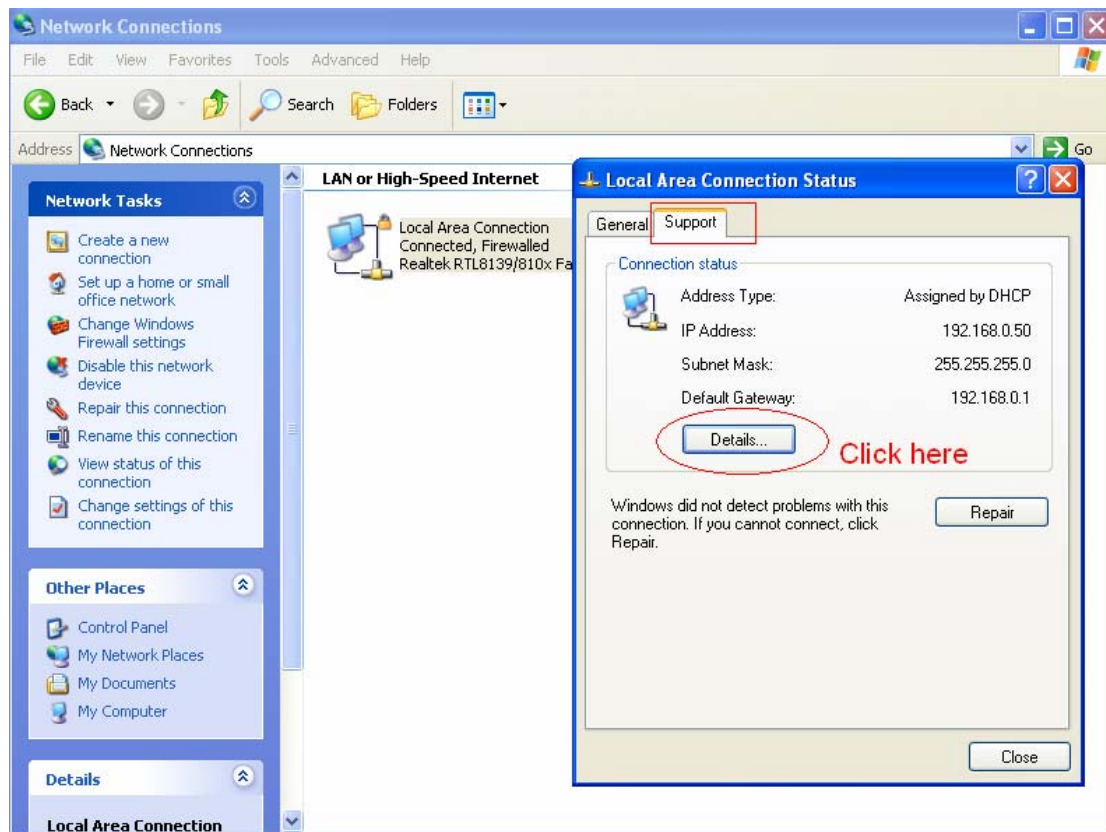 Network Connections
File Edit View Favorites Tools Advanced Help
Back Search Folders
Address Network Connections Go
Network Tasks
Create a new
connection
Set up a home or small
office network
Change Windows
Firewall settings
Disable this network
device
Repair this connection
Rename this connection
View status of this
connection
Change settings of this
connection
Other Places
Control Panel
My Network Places
My Documents
My Computer
Details
Local Area Connection
LAN or High-Speed Internet
Local Area Connection
Connected, Firewalled
Realtek RTL8139/810x Fa
Local Area Connection Status
General Support
Connection status
Address Type: Assigned by DHCP
IP Address: 192.168.0.50
Subnet Mask: 255.255.255.0
Default Gateway: 192.168.0.1
Details...
Click here
Windows did not detect problems with this
connection. If you cannot connect, click
Repair.
Repair
Close